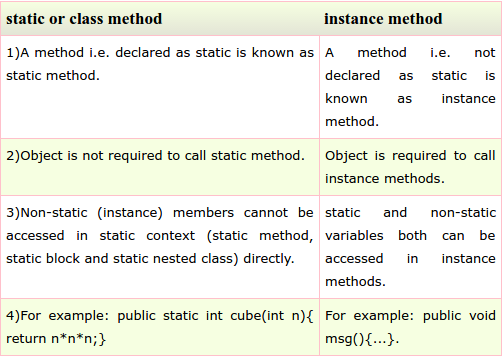 static or class method
instance method
1)A method i.e. declared as static is known as
static method.
A method i.e. not
declared as static is
known as instance
method.
2)Object is not required to call static method.
Object is required to call
instance methods.
3)Non-static (instance) members cannot be
accessed in static context (static method,
static block and static nested class) directly.
static and non-static
variables both can be
accessed in instance
methods.
4)For example: public static int cube(int n){
return n*n*n;}
For example: public void
msg(){...}.